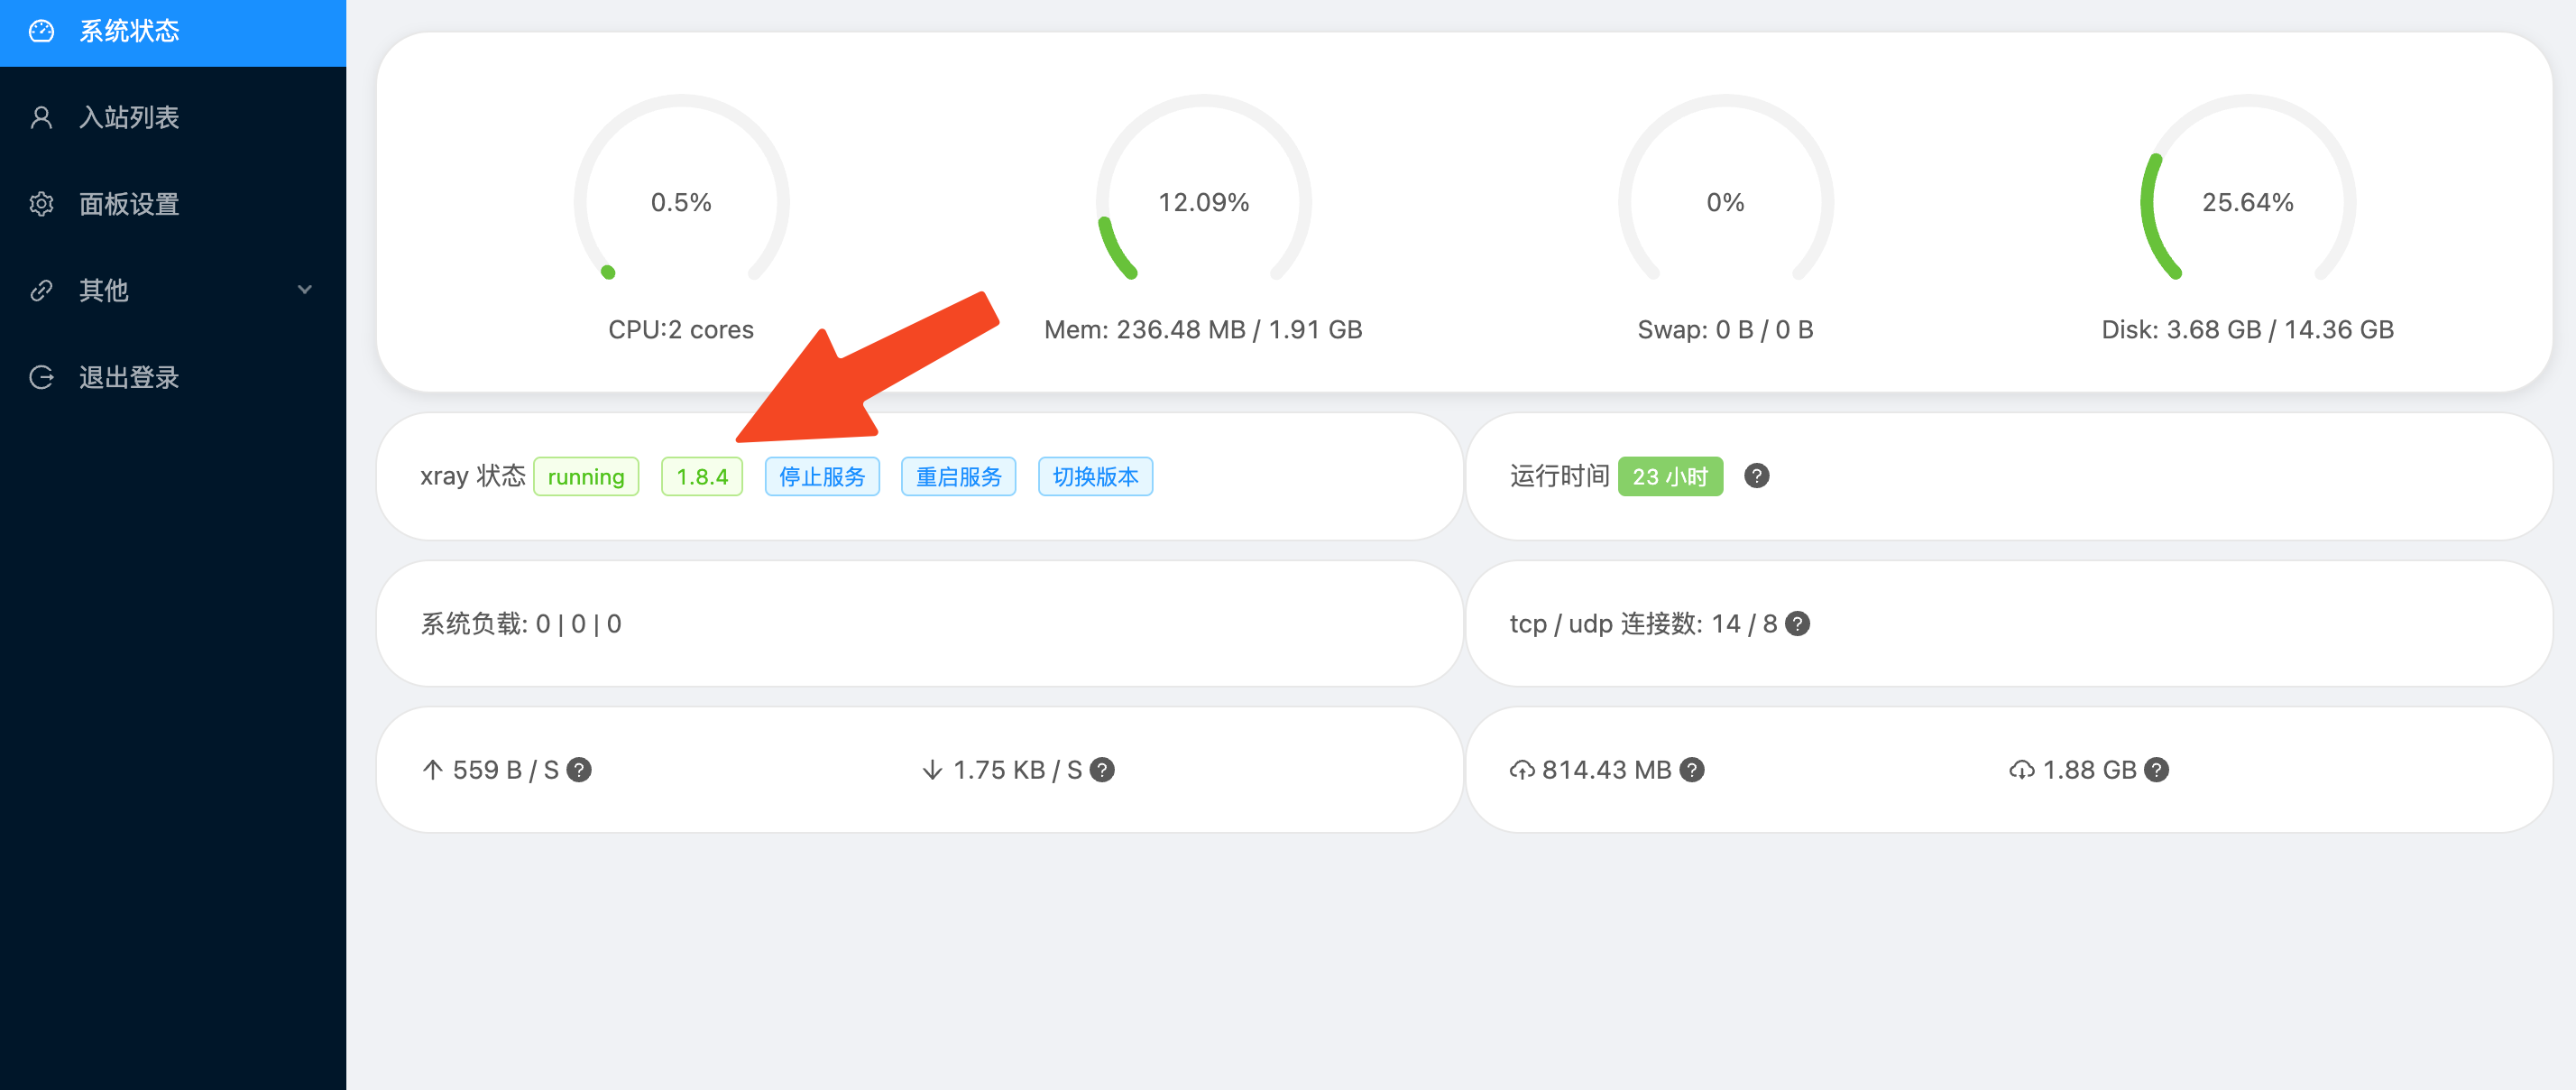 系统状态
入站列表
面板设置
其他
退出登录
0.5%
12.09%
0%
25.64%
CPU:2 cores
Mem: 236.48 MB / 1.91 GB
Swap: 0 B / 0 B
Disk: 3.68 GB / 14.36 GB
xray 状态 running 1.8.4 停止服务 重启服务 切换版本
运行时间 23 小时 ?
系统负载: 0 | 0 | 0
tcp / udp 连接数: 14 / 8 ?
↑ 559 B / S ?
↓ 1.75 KB / S ?
814.43 MB ?
1.88 GB ?